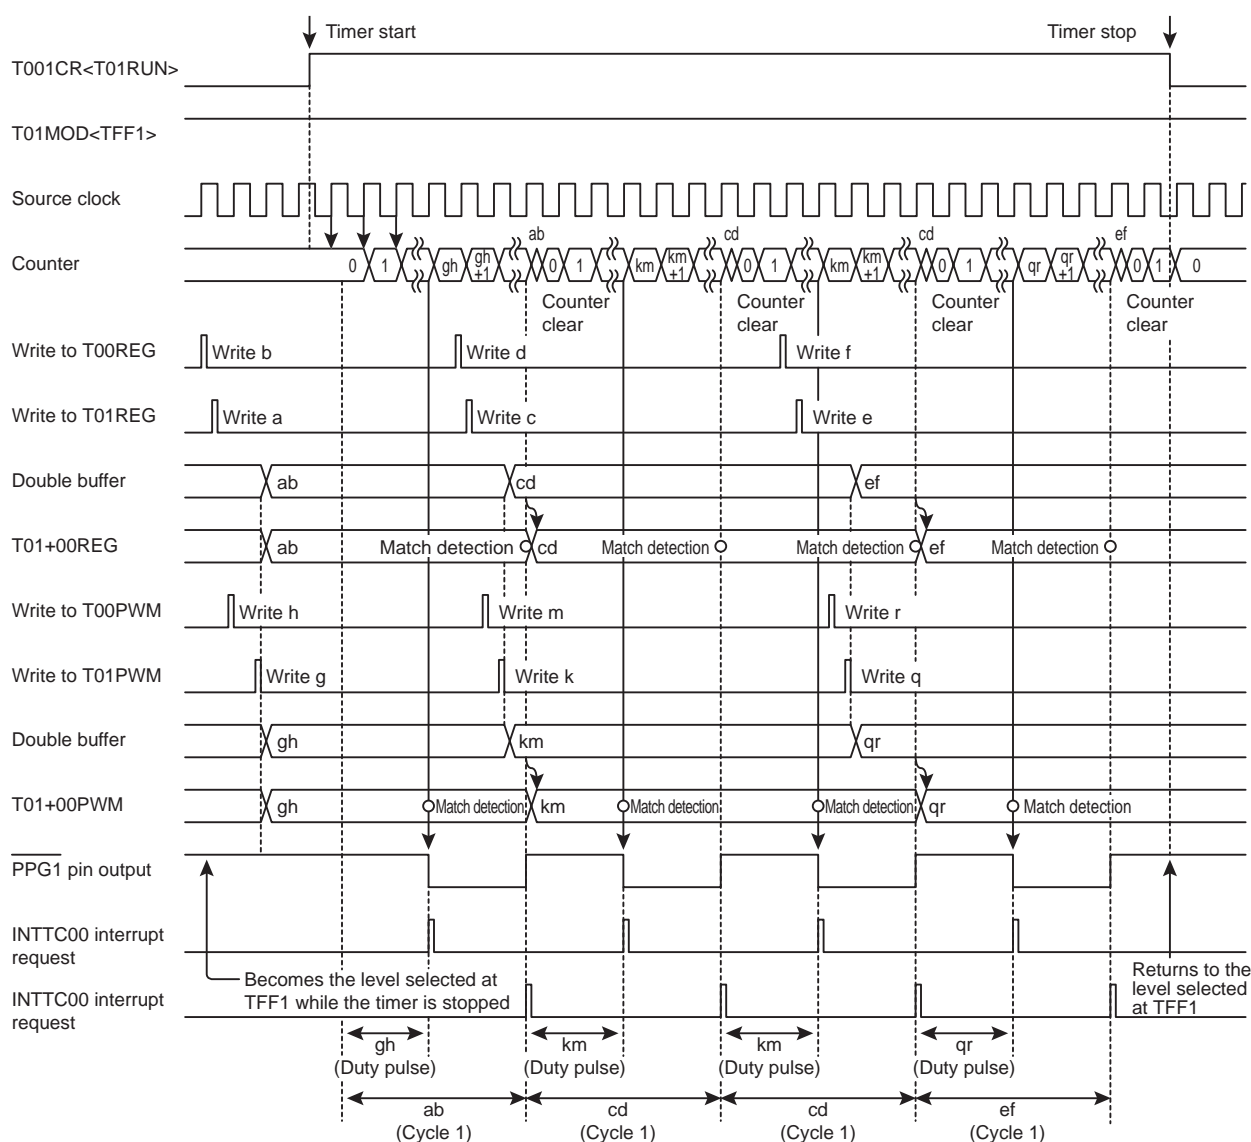 Timer start
Timer stop
T001CR<T01RUN>
T01MOD<TFF1>
Source clock
ab
cd
cd
ef
Counter
0 1 gh gh+1 0 1 km km+1 0 1 km km+1 0 1 qr qr+1 0 1 0
Counter clear
Counter clear
Counter clear
Counter clear
Write to T00REG
Write b
Write d
Write f
Write to T01REG
Write a
Write c
Write e
Double buffer
ab
cd
ef
T01+00REG
ab
Match detection
cd
Match detection
Match detection
ef
Match detection
Write to T00PWM
Write h
Write m
Write r
Write to T01PWM
Write g
Write k
Write q
Double buffer
gh
km
qr
T01+00PWM
gh
Match detection
km
Match detection
Match detection
qr
Match detection
PPG1 pin output
INTTC00 interrupt
request
Becomes the level selected at
TFF1 while the timer is stopped
Returns to the
level selected
at TFF1
INTTC00 interrupt
request
gh
(Duty pulse)
km
(Duty pulse)
km
(Duty pulse)
qr
(Duty pulse)
ab
(Cycle 1)
cd
(Cycle 1)
cd
(Cycle 1)
ef
(Cycle 1)